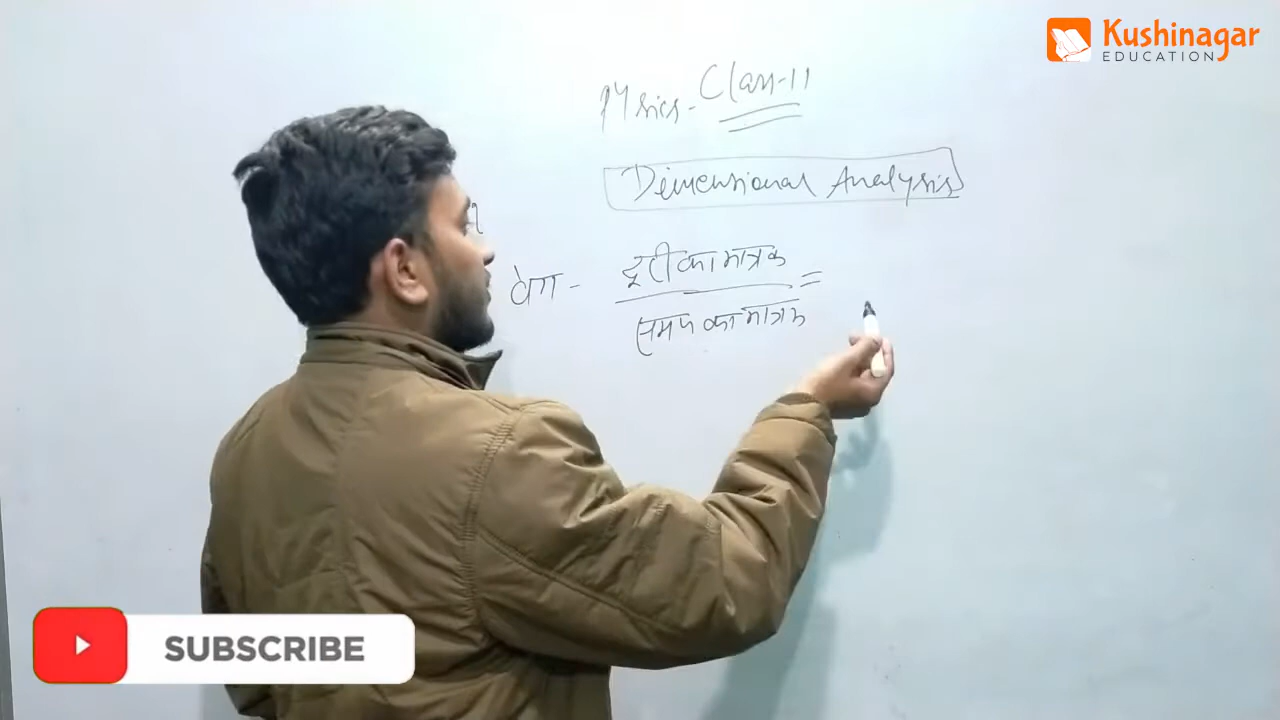 Kushinagar
EDUCATION
Physics - Class-11
Dimensional Analysis
वेग - दूरी का मात्रक =
समय का मात्रक
SUBSCRIBE